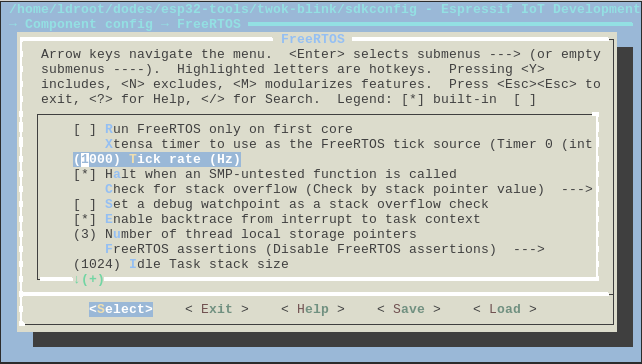 /home/ldroot/dodes/esp32-tools/twok-blink/sdkconfig - Espressif IoT Development
→ Component config → FreeRTOS
FreeRTOS
Arrow keys navigate the menu.  <Enter> selects submenus ---> (or empty
submenus ----).  Highlighted letters are hotkeys.  Pressing <Y>
includes, <N> excludes, <M> modularizes features.  Press <Esc><Esc> to
exit, <?> for Help, </> for Search.  Legend: [*] built-in  [ ]
[ ] Run FreeRTOS only on first core
Xtensa timer to use as the FreeRTOS tick source (Timer 0 (int
(1000) Tick rate (Hz)
[*] Halt when an SMP-untested function is called
Check for stack overflow (Check by stack pointer value)  --->
[ ] Set a debug watchpoint as a stack overflow check
[*] Enable backtrace from interrupt to task context
(3) Number of thread local storage pointers
FreeRTOS assertions (Disable FreeRTOS assertions)  --->
(1024) Idle Task stack size
↓(+)
<Select>    < Exit >    < Help >    < Save >    < Load >